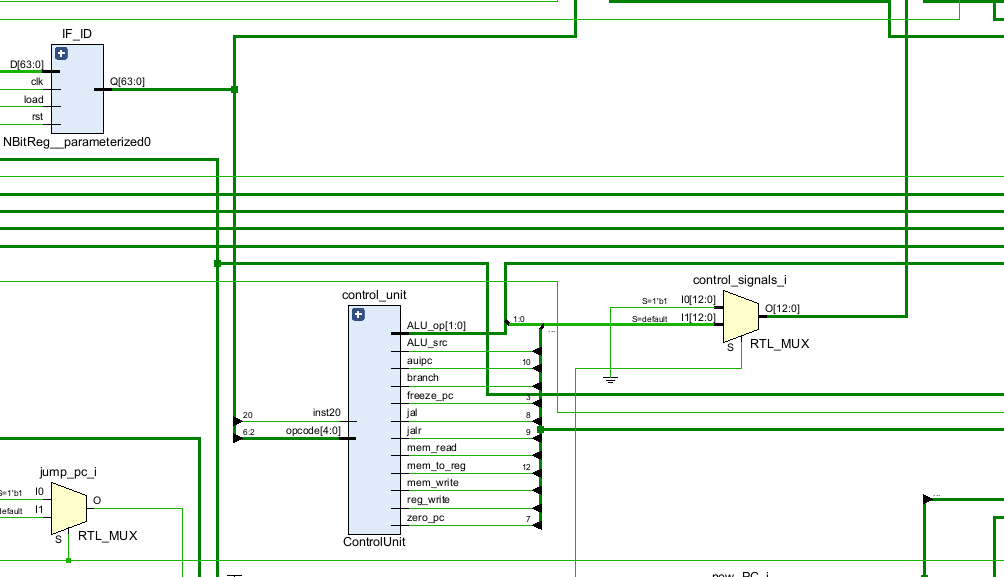 IF_ID
D[63:0]
clk
load
rst
Q[63:0]
NBitReg__parameterized0
control_signals_i
S=1'b1
I0[12:0]
S=default
I1[12:0]
O[12:0]
S
RTL_MUX
control_unit
ALU_op[1:0]
1:0
...
ALU_src
auipc
10
branch
freeze_pc
3
20
inst20
jal
8
6:2
opcode[4:0]
jalr
9
mem_read
mem_to_reg
12
mem_write
reg_write
zero_pc
7
ControlUnit
jump_pc_i
S=1'b1
I0
default
I1
O
S
RTL_MUX
...